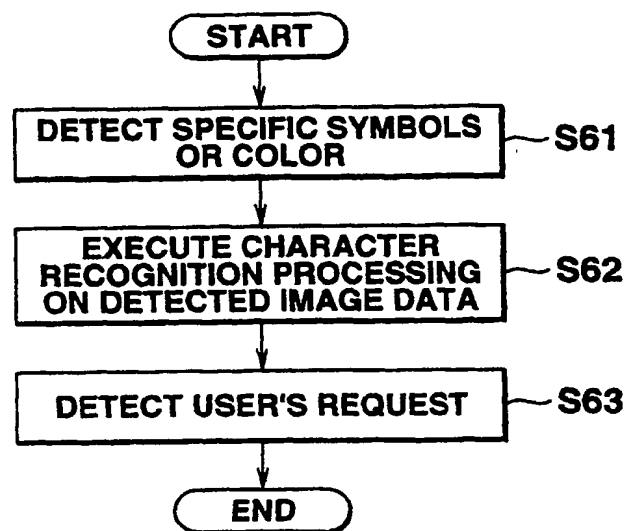 START
DETECT SPECIFIC SYMBOLS
OR COLOR
S61
EXECUTE CHARACTER
RECOGNITION PROCESSING
ON DETECTED IMAGE DATA
S62
DETECT USER'S REQUEST
S63
END